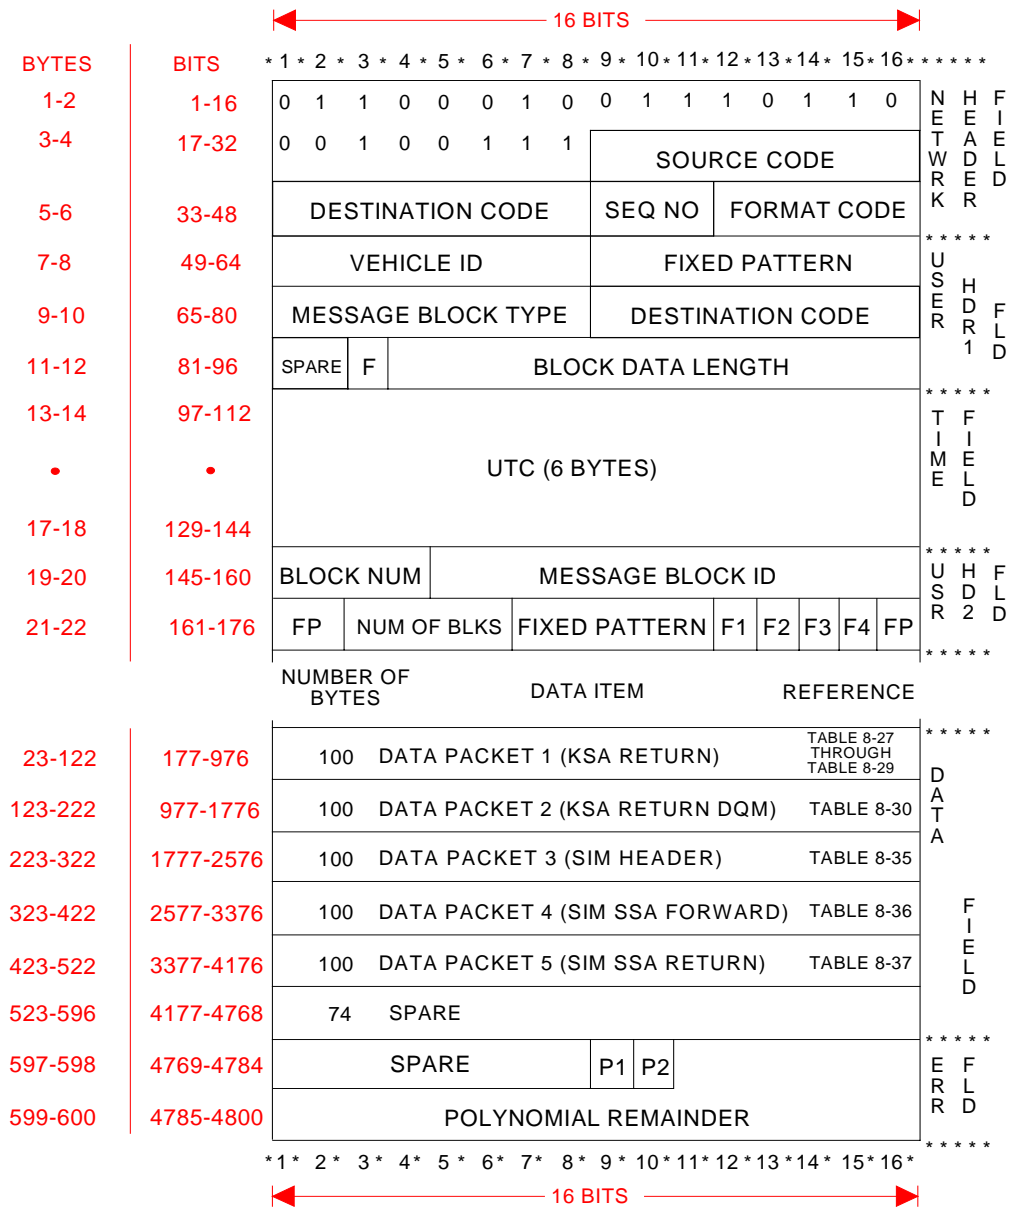 16 BITS
BYTES BITS * 1 * 2 * 3 * 4 * 5 * 6 * 7 * 8 * 9 * 10 * 11 * 12 * 13 * 14 * 15 * 16 * * * * *
1-2 1-16 0 1 1 0 0 0 1 0 0 1 1 1 0 1 1 0
3-4 17-32 0 0 1 0 0 1 1 1 SOURCE CODE
5-6 33-48 DESTINATION CODE SEQ NO FORMAT CODE
NETWRK HEADER FIELD
* * * * *
7-8 49-64 VEHICLE ID FIXED PATTERN
9-10 65-80 MESSAGE BLOCK TYPE DESTINATION CODE
11-12 81-96 SPARE F BLOCK DATA LENGTH
USER HDR1 FLD
* * * * *
13-14 97-112
• • UTC (6 BYTES)
17-18 129-144
TIME FIELD
* * * * *
19-20 145-160 BLOCK NUM MESSAGE BLOCK ID
21-22 161-176 FP NUM OF BLKS FIXED PATTERN F1 F2 F3 F4 FP
USR HD2 FLD
* * * * *
NUMBER OF BYTES DATA ITEM REFERENCE
* * * * *
23-122 177-976 100 DATA PACKET 1 (KSA RETURN) TABLE 8-27 THROUGH TABLE 8-29
123-222 977-1776 100 DATA PACKET 2 (KSA RETURN DQM) TABLE 8-30
223-322 1777-2576 100 DATA PACKET 3 (SIM HEADER) TABLE 8-35
323-422 2577-3376 100 DATA PACKET 4 (SIM SSA FORWARD) TABLE 8-36
423-522 3377-4176 100 DATA PACKET 5 (SIM SSA RETURN) TABLE 8-37
523-596 4177-4768 74 SPARE
DATA FIELD
* * * * *
597-598 4769-4784 SPARE P1 P2
599-600 4785-4800 POLYNOMIAL REMAINDER
ERR FLD
* * * * *
* 1 * 2 * 3 * 4 * 5 * 6 * 7 * 8 * 9 * 10 * 11 * 12 * 13 * 14 * 15 * 16 *
16 BITS